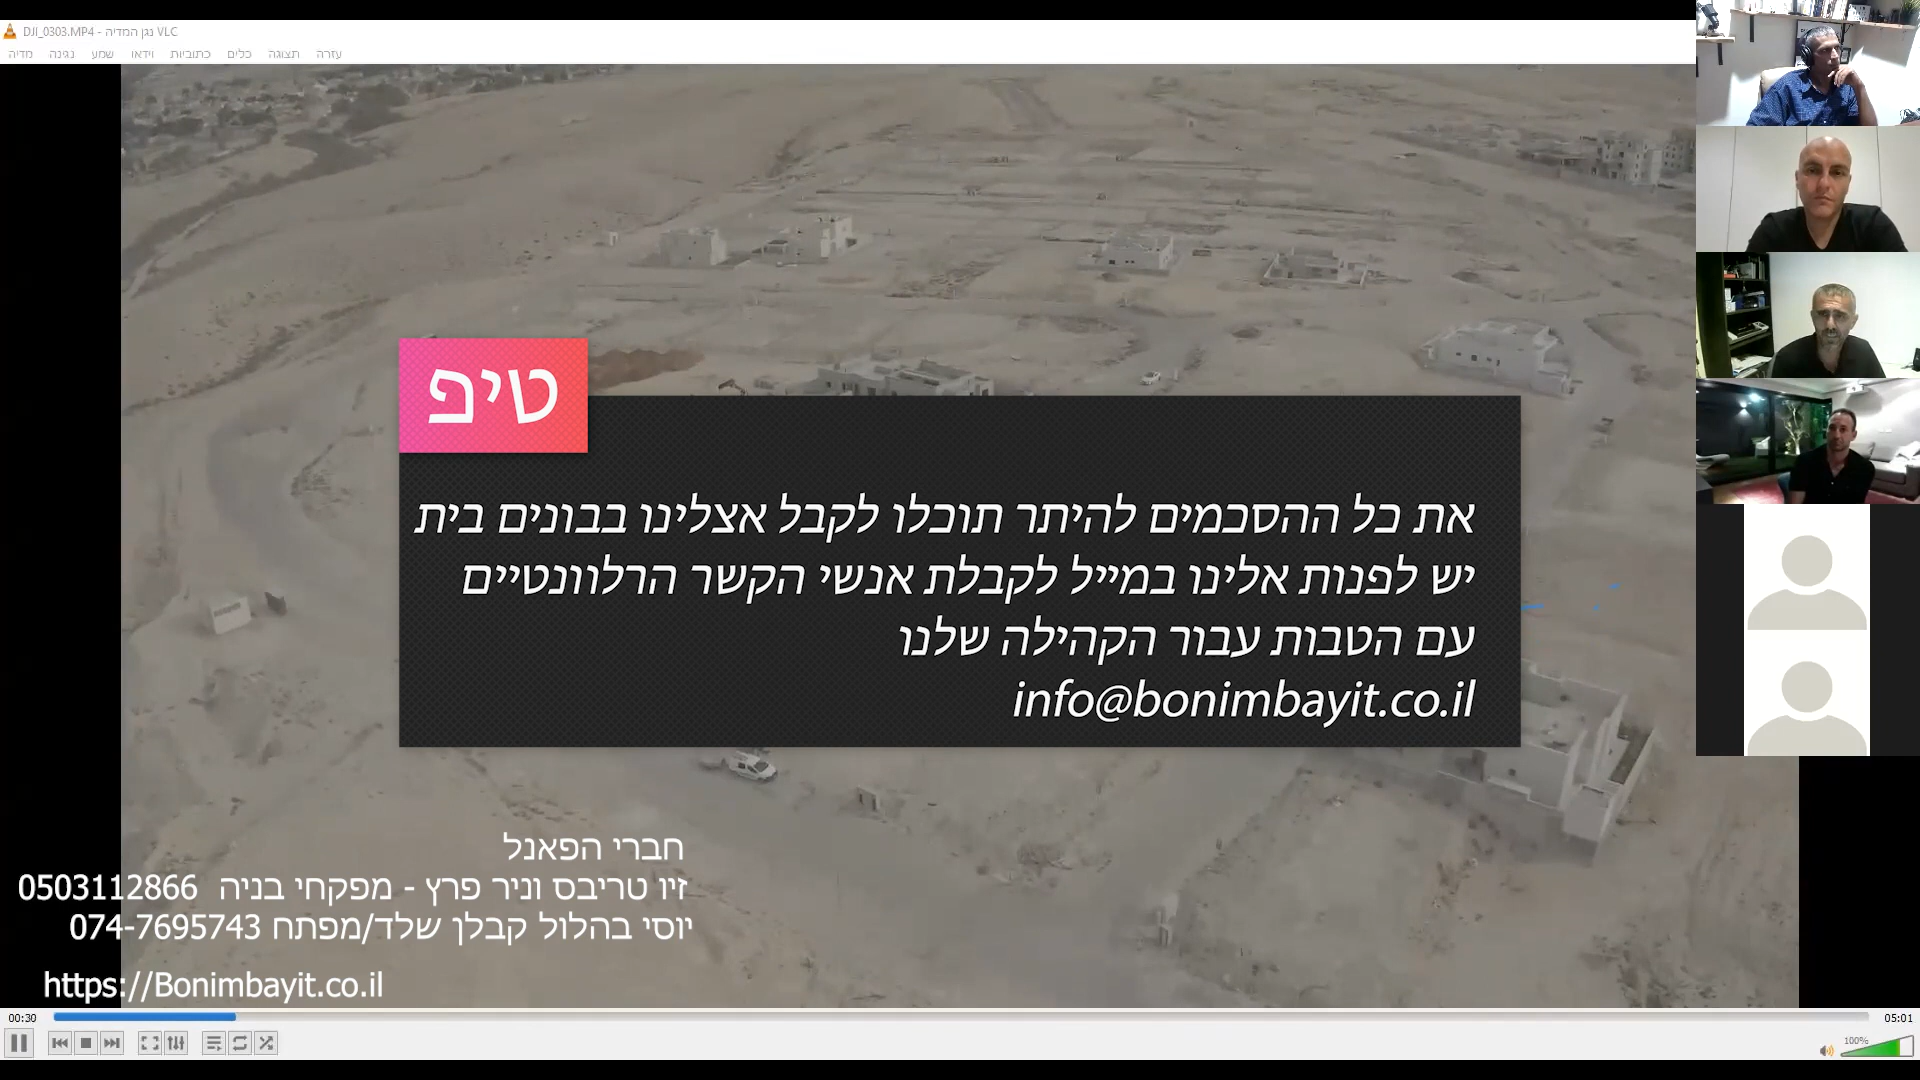 DJI_0303.MP4 - נגן המדיה VLC
מדיה נגינה שמע וידאו כתוביות כלים תצוגה עזרה
טיפ
את כל ההסכמים להיתר תוכלו לקבל אצלינו בבונים בית
יש לפנות אלינו במייל לקבלת אנשי הקשר הרלוונטיים
עם הטבות עבור הקהילה שלנו
info@bonimbayit.co.il
חברי הפאנל
זיו טריבס וניר פרץ - מפקחי בניה 0503112866
יוסי בהלול קבלן שלד/מפתח 074-7695743
https://Bonimbayit.co.il
00:30
05:01
100%